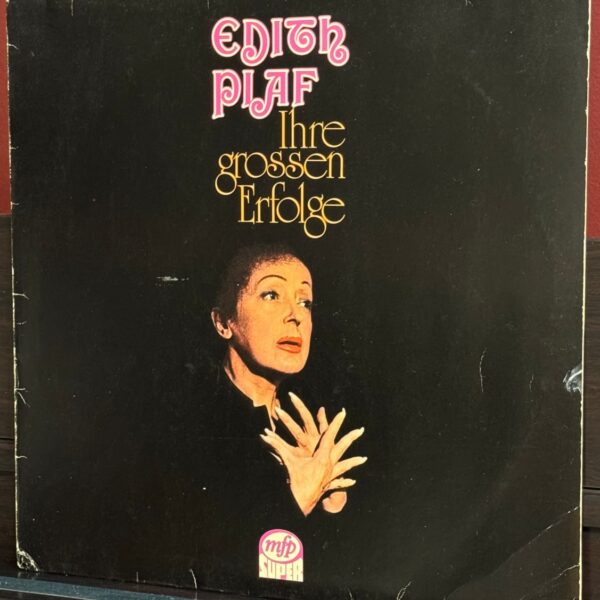 EDITH
PIAF
Ihre
grossen
Erfolge
mfp
SUPER